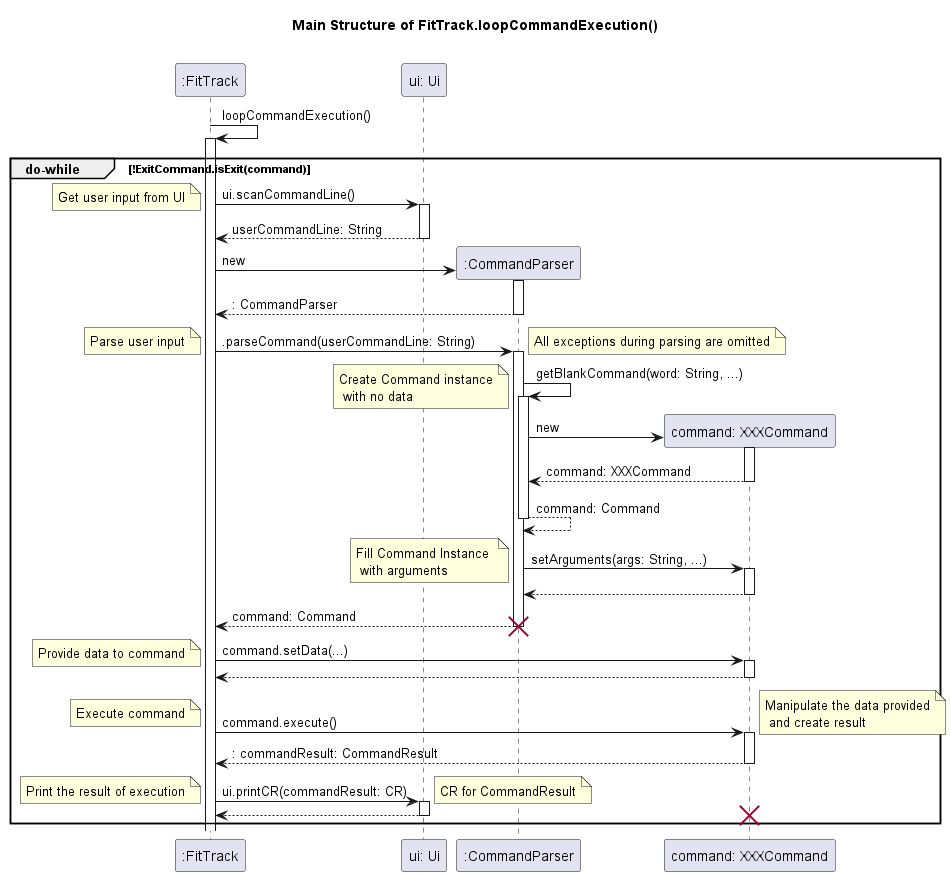 Main Structure of FitTrack.loopCommandExecution()
:FitTrack
ui: Ui
loopCommandExecution()
do-while
[!ExitCommand.isExit(command)]
Get user input from UI
ui.scanCommandLine()
userCommandLine: String
new
:CommandParser
: CommandParser
Parse user input
.parseCommand(userCommandLine: String)
All exceptions during parsing are omitted
Create Command instance
with no data
getBlankCommand(word: String, ...)
new
command: XXXCommand
command: XXXCommand
command: Command
Fill Command Instance
with arguments
setArguments(args: String, ...)
command: Command
Provide data to command
command.setData(...)
Execute command
command.execute()
Manipulate the data provided
and create result
: commandResult: CommandResult
Print the result of execution
ui.printCR(commandResult: CR)
CR for CommandResult
:FitTrack
ui: Ui
:CommandParser
command: XXXCommand